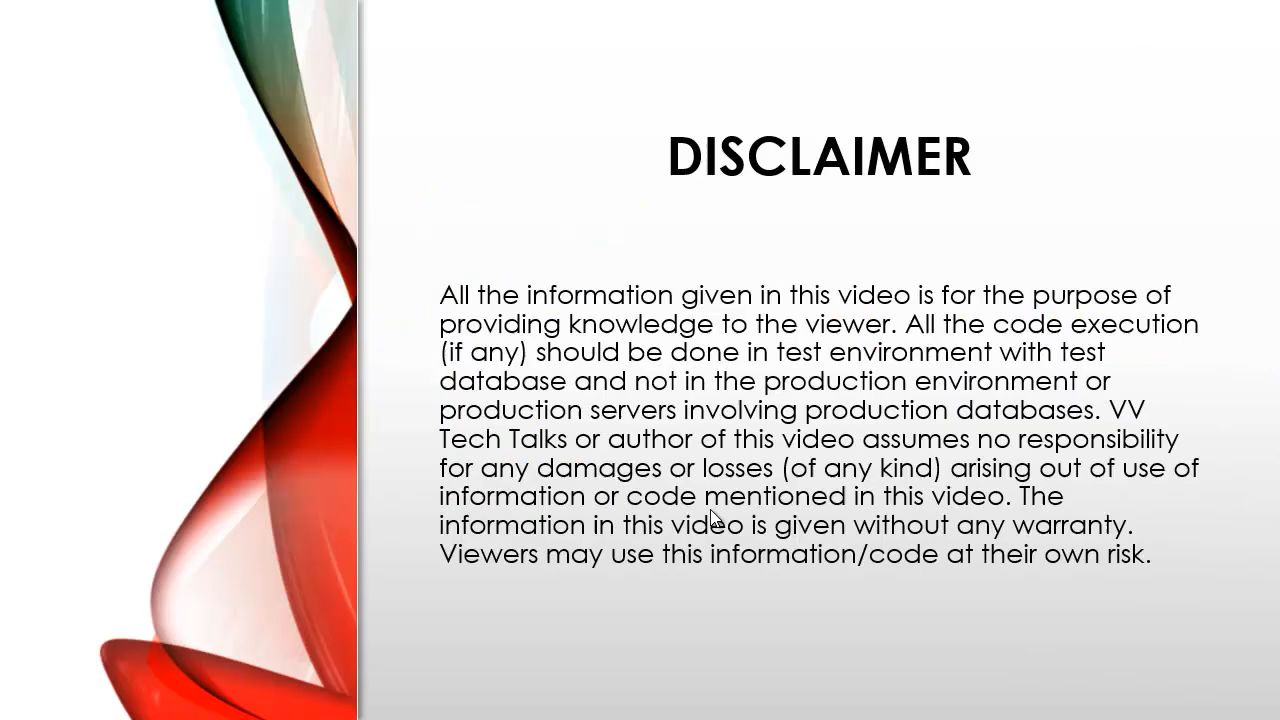 DISCLAIMER
All the information given in this video is for the purpose of
providing knowledge to the viewer. All the code execution
(if any) should be done in test environment with test
database and not in the production environment or
production servers involving production databases. VV
Tech Talks or author of this video assumes no responsibility
for any damages or losses (of any kind) arising out of use of
information or code mentioned in this video. The
information in this video is given without any warranty.
Viewers may use this information/code at their own risk.